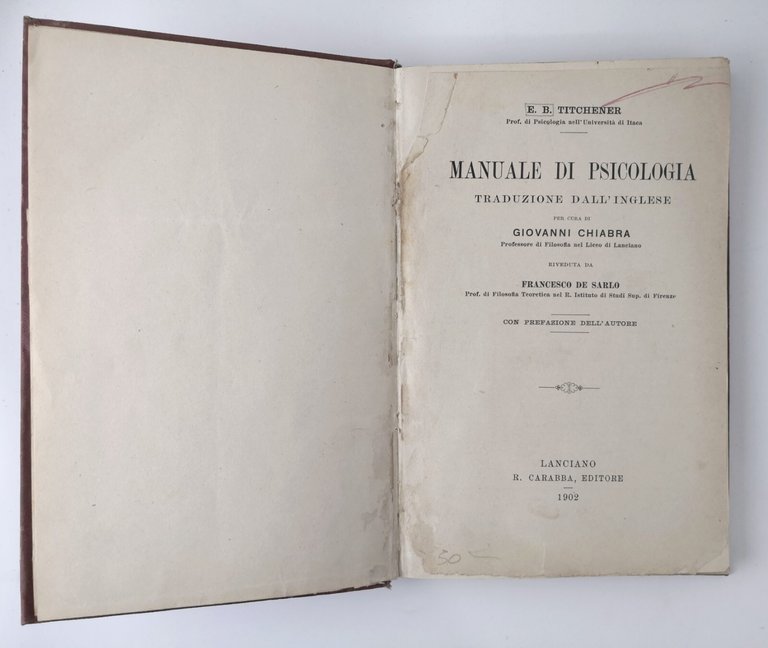 E. B. TITCHENER
Prof. di Psicologia nell'Università di Itaca
MANUALE DI PSICOLOGIA
TRADUZIONE DALL'INGLESE
PER CURA DI
GIOVANNI CHIABRA
Professore di Filosofia nel Liceo di Lanciano
RIVEDUTA DA
FRANCESCO DE SARLO
Prof. di Filosofia Teoretica nel R. Istituto di Studi Sup. di Firenze
CON PREFAZIONE DELL'AUTORE
LANCIANO
R. CARABBA, EDITORE
1902
50 –